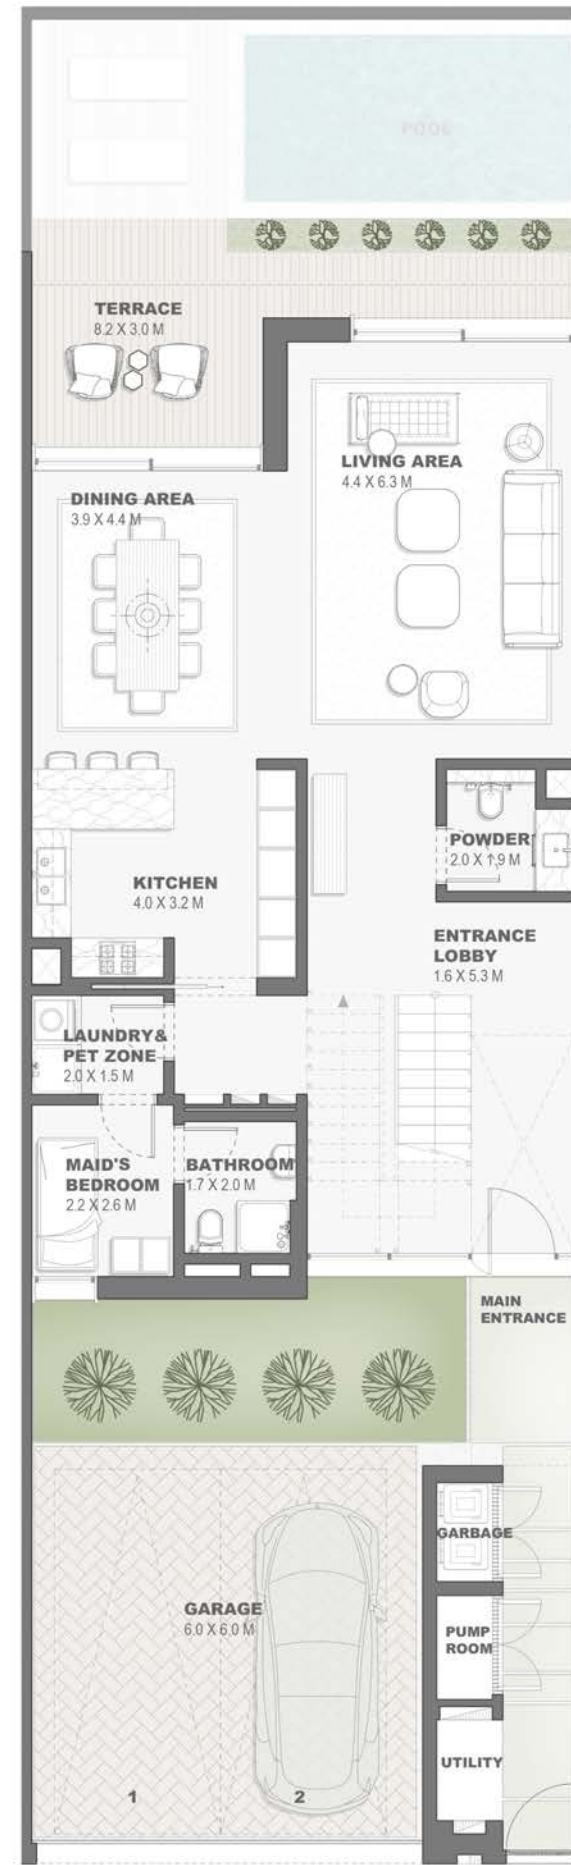 POOL
TERRACE
8.2 X 3.0 M
LIVING AREA
4.4 X 6.3 M
DINING AREA
3.9 X 4.4 M
POWDER
2.0 X 1.9 M
KITCHEN
4.0 X 3.2 M
ENTRANCE
LOBBY
1.6 X 5.3 M
LAUNDRY &
PET ZONE
2.0 X 1.5 M
MAID'S
BEDROOM
2.2 X 2.6 M
BATHROOM
1.7 X 2.0 M
MAIN
ENTRANCE
GARBAGE
GARAGE
6.0 X 6.0 M
PUMP
ROOM
UTILITY
1
2